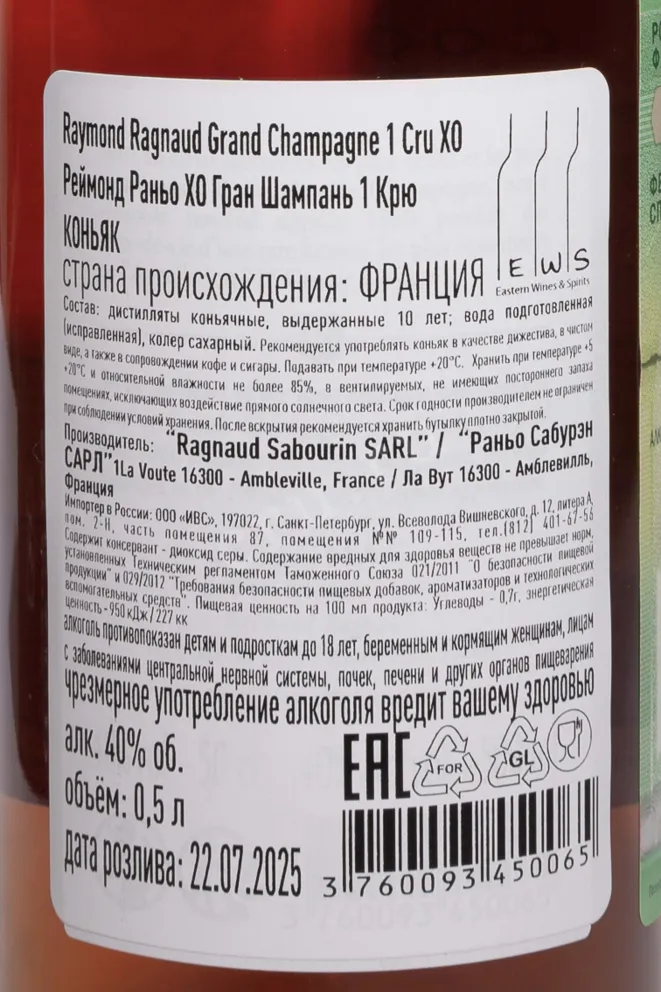 Raymond Ragnaud Grand Champagne 1 Cru XO
Реймонд Раньо XO Гран Шампань 1 Крю
КОНЬЯК
страна происхождения: ФРАНЦИЯ
E W S
Eastern Wines & Spirits
Состав: дистилляты коньячные, выдержанные 10 лет; вода подготовленная
(исправленная), колер сахарный. Рекомендуется употреблять коньяк в качестве дижестива, в чистом
виде, а также в сопровождении кофе и сигары. Подавать при температуре +20°С. Хранить при температуре +5
+20°С и относительной влажности не более 85%, в вентилируемых, не имеющих постороннего запаха
помещениях, исключающих воздействие прямого солнечного света. Срок годности производителем не ограничен
при соблюдении условий хранения. После вскрытия рекомендуется хранить бутылку плотно закрытой.
Производитель: "Ragnaud Sabourin SARL" / "Раньо Сабурэн
САРЛ"1La Voute 16300 - Ambleville, France / Ла Вут 16300 - Амблевилль,
Франция
Импортер в России: ООО «ИВС», 197022, г. Санкт-Петербург, ул. Всеволода Вишневского, д. 12, литера А,
пом. 2-Н, часть помещения 87, помещения №№ 109-115, тел.(812) 401-67-56
Содержит консервант - диоксид серы. Содержание вредных для здоровья веществ не превышает норм,
установленных Техническим регламентом Таможенного Союза 021/2011 "О безопасности пищевой
продукции" и 029/2012 "Требования безопасности пищевых добавок, ароматизаторов и технологических
вспомогательных средств". Пищевая ценность на 100 мл продукта: Углеводы - 0,7г, энергетическая
ценность - 950 кДж / 227 кк
алкоголь противопоказан детям и подросткам до 18 лет, беременным и кормящим женщинам, лицам
с заболеваниями центральной нервной системы, почек, печени и других органов пищеварения
чрезмерное употребление алкоголя вредит вашему здоровью
алк. 40% об.
объём: 0,5 л
дата розлива: 22.07.2025
EAC
FOR
GL
3 760093 450065